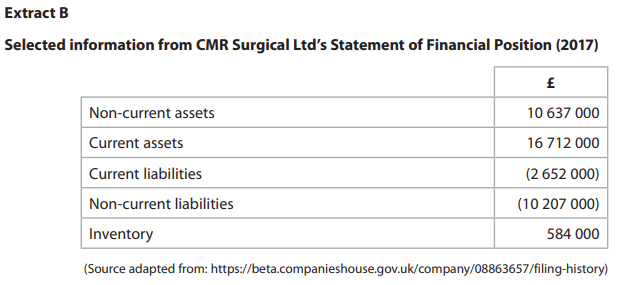 Extract B
Selected information from CMR Surgical Ltd’s Statement of Financial Position (2017)
£
Non-current assets 10 637 000
Current assets 16 712 000
Current liabilities (2 652 000)
Non-current liabilities (10 207 000)
Inventory 584 000
(Source adapted from: https://beta.companieshouse.gov.uk/company/08863657/filing-history)